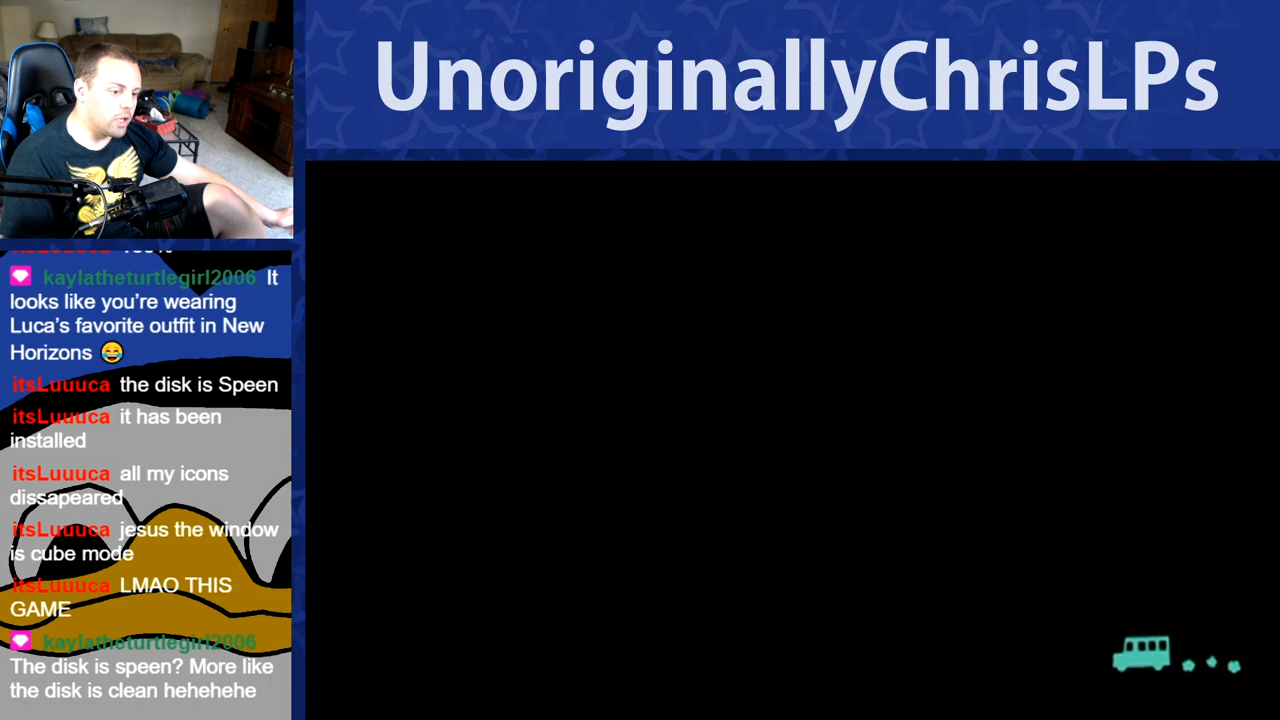 UnoriginallyChrisLPs
kaylatheturtlegirl2006 It
looks like you're wearing
Luca's favorite outfit in New
Horizons 😂
itsLuuuca the disk is Speen
itsLuuuca it has been
installed
itsLuuuca all my icons
dissapeared
itsLuuuca jesus the window
is cube mode
itsLuuuca LMAO THIS
GAME
kaylatheturtlegirl2006
The disk is speen? More like
the disk is clean hehehehe